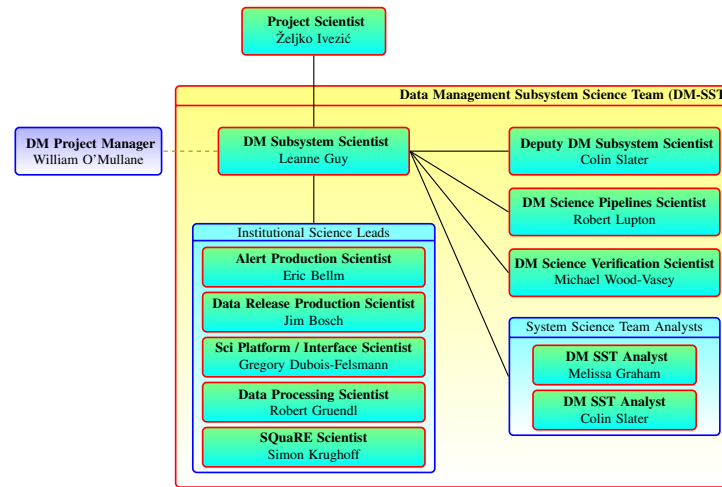 Project Scientist
Željko Ivezić
Data Management Subsystem Science Team (DM-SST
DM Project Manager
William O'Mullane
DM Subsystem Scientist
Leanne Guy
Deputy DM Subsystem Scientist
Colin Slater
DM Science Pipelines Scientist
Robert Lupton
DM Science Verification Scientist
Michael Wood-Vasey
Institutional Science Leads
Alert Production Scientist
Eric Bellm
Data Release Production Scientist
Jim Bosch
Sci Platform / Interface Scientist
Gregory Dubois-Felsmann
Data Processing Scientist
Robert Gruendl
SQuaRE Scientist
Simon Krughoff
System Science Team Analysts
DM SST Analyst
Melissa Graham
DM SST Analyst
Colin Slater